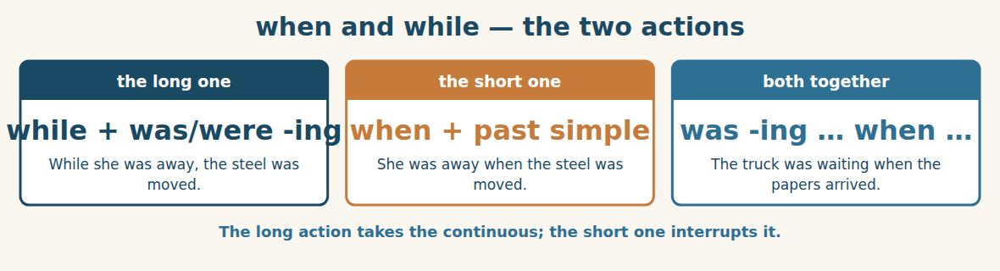 when and while — the two actions
the long one
while + was/were -ing
While she was away, the steel was
moved.
the short one
when + past simple
She was away when the steel was
moved.
both together
was -ing … when …
The truck was waiting when the
papers arrived.
The long action takes the continuous; the short one interrupts it.